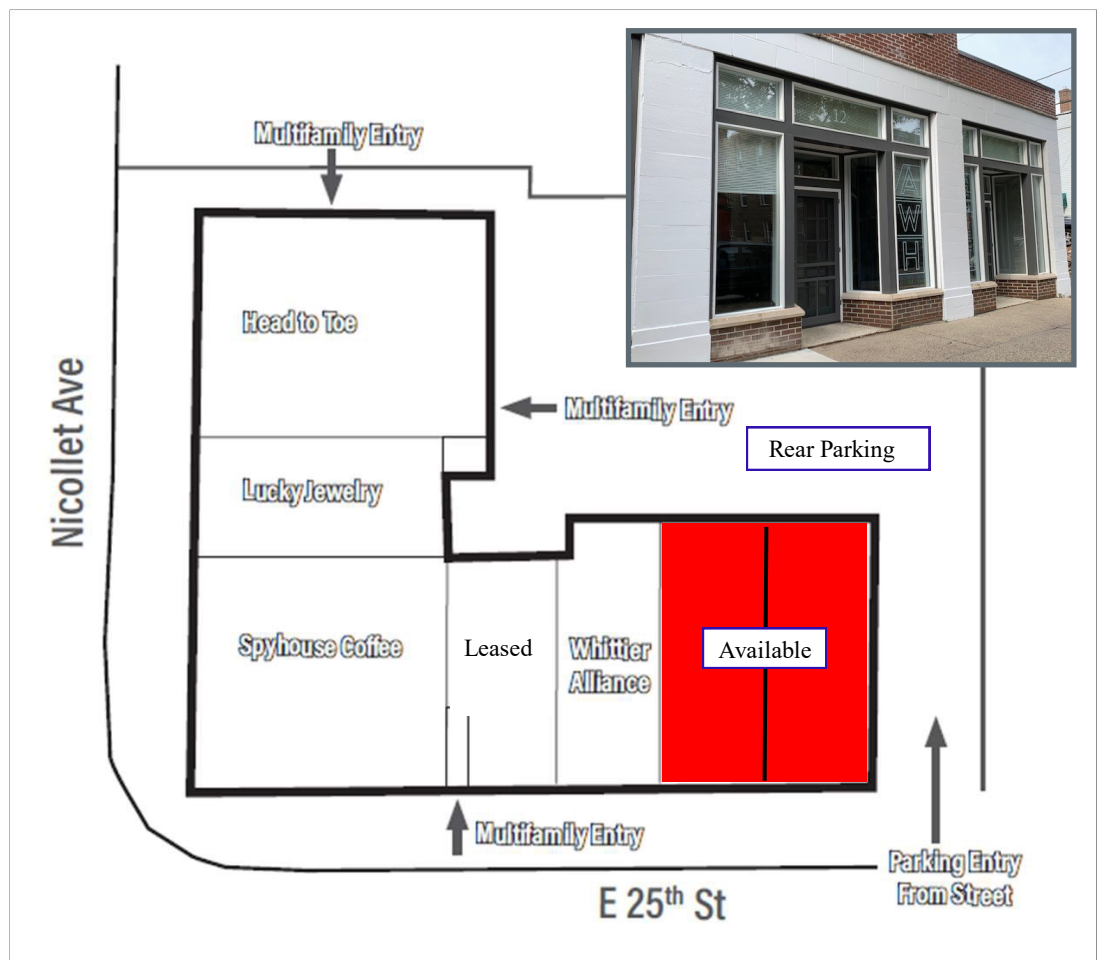 Multifamily Entry
12
A
W
H
Head to Toe
Nicollet Ave
Multifamily Entry
Rear Parking
Lucky Jewelry
Spyhouse Coffee
Leased
Whittier
Alliance
Available
Multifamily Entry
Parking Entry
From Street
E 25th St